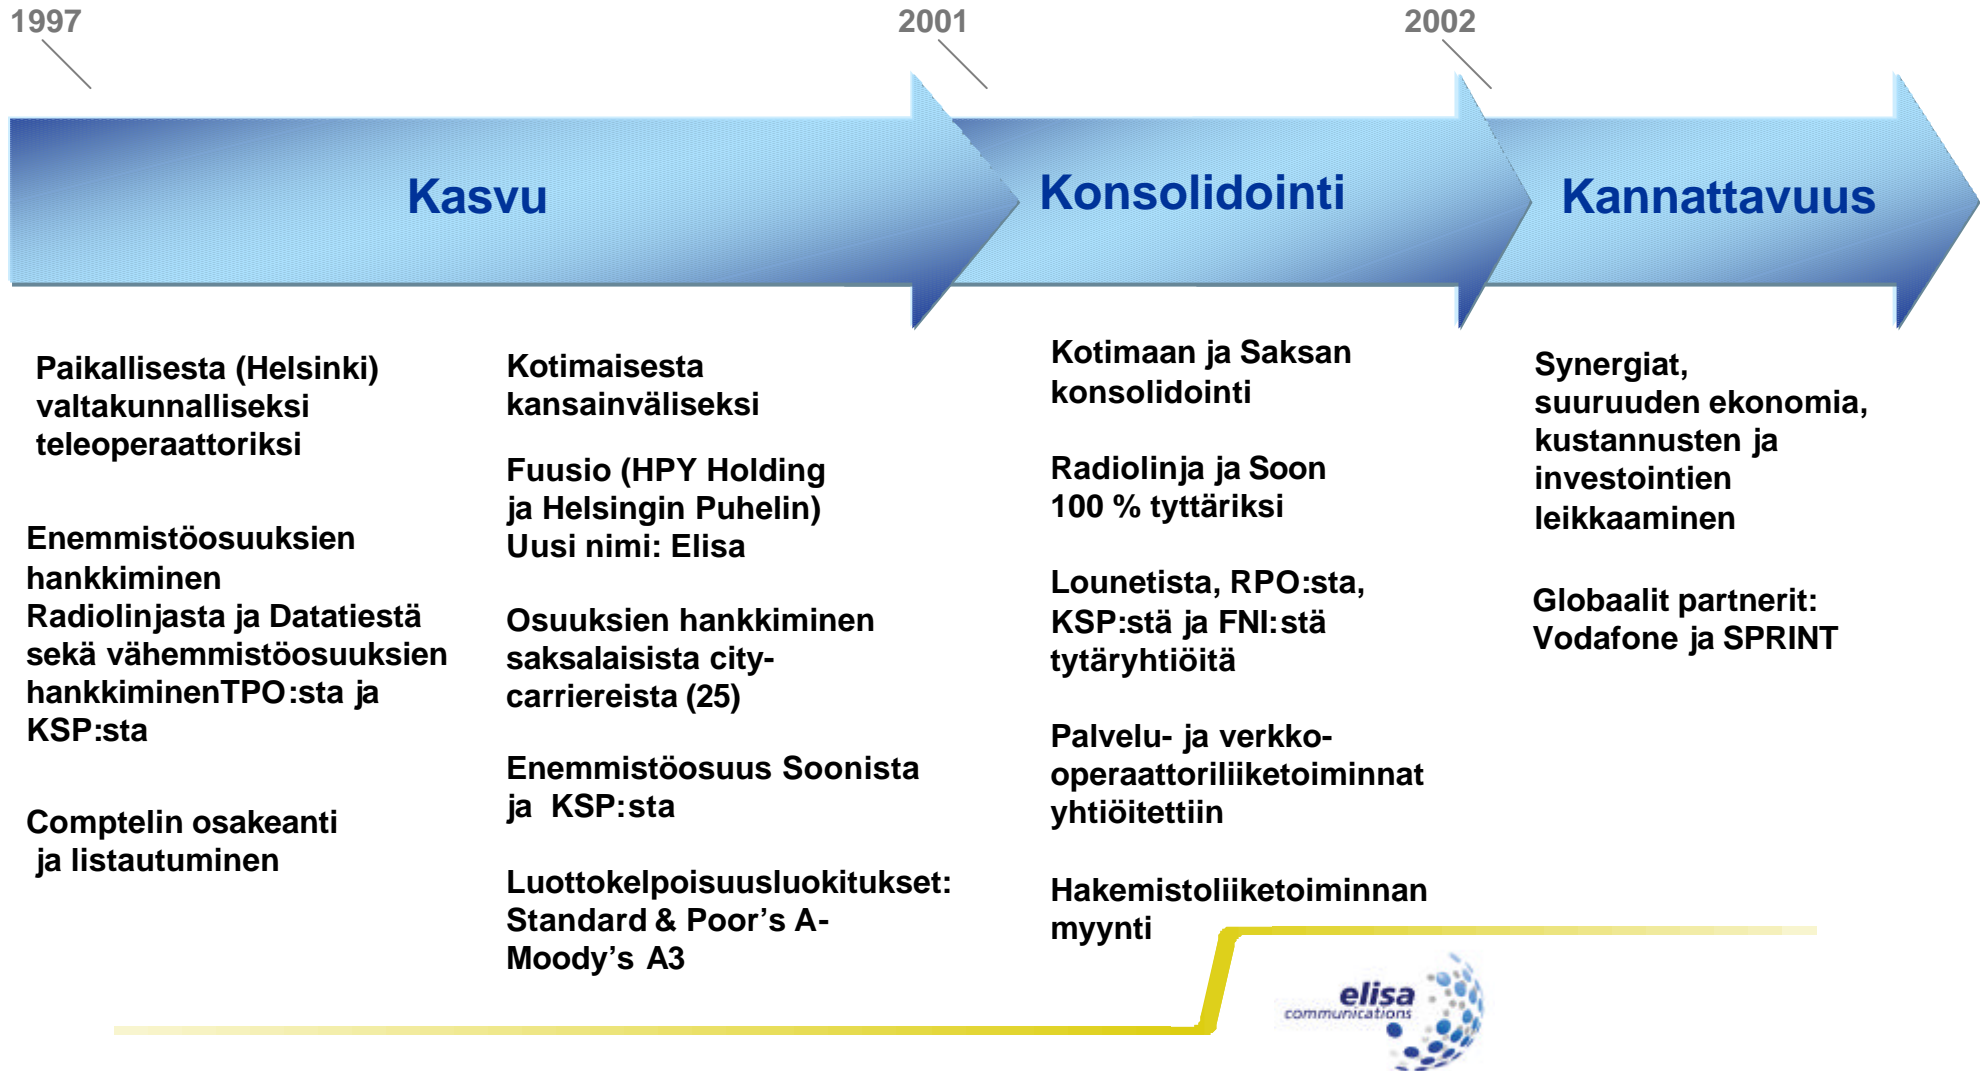 1997
2001
2002
Kasvu
Konsolidointi
Kannattavuus
Paikallisesta (Helsinki)
valtakunnalliseksi
teleoperaattoriksi
Enemmistöosuuksien
hankkiminen
Radiolinjasta ja Datatiestä
sekä vähemmistöosuuksien
hankkiminenTPO:sta ja
KSP:sta
Comptelin osakeanti
ja listautuminen
Kotimaisesta
kansainväliseksi
Fuusio (HPY Holding
ja Helsingin Puhelin)
Uusi nimi: Elisa
Osuuksien hankkiminen
saksalaisista city-
carriereista (25)
Enemmistöosuus Soonista
ja KSP:sta
Luottokelpoisuusluokitukset:
Standard & Poor’s A-
Moody’s A3
Kotimaan ja Saksan
konsolidointi
Radiolinja ja Soon
100 % tyttäriksi
Lounetista, RPO:sta,
KSP:stä ja FNI:stä
tytäryhtiöitä
Palvelu- ja verkko-
operaattoriliiketoiminnat
yhtiöitettiin
Hakemistoliiketoiminnan
myynti
Synergiat,
suuruuden ekonomia,
kustannusten ja
investointien
leikkaaminen
Globaalit partnerit:
Vodafone ja SPRINT
elisa
communications